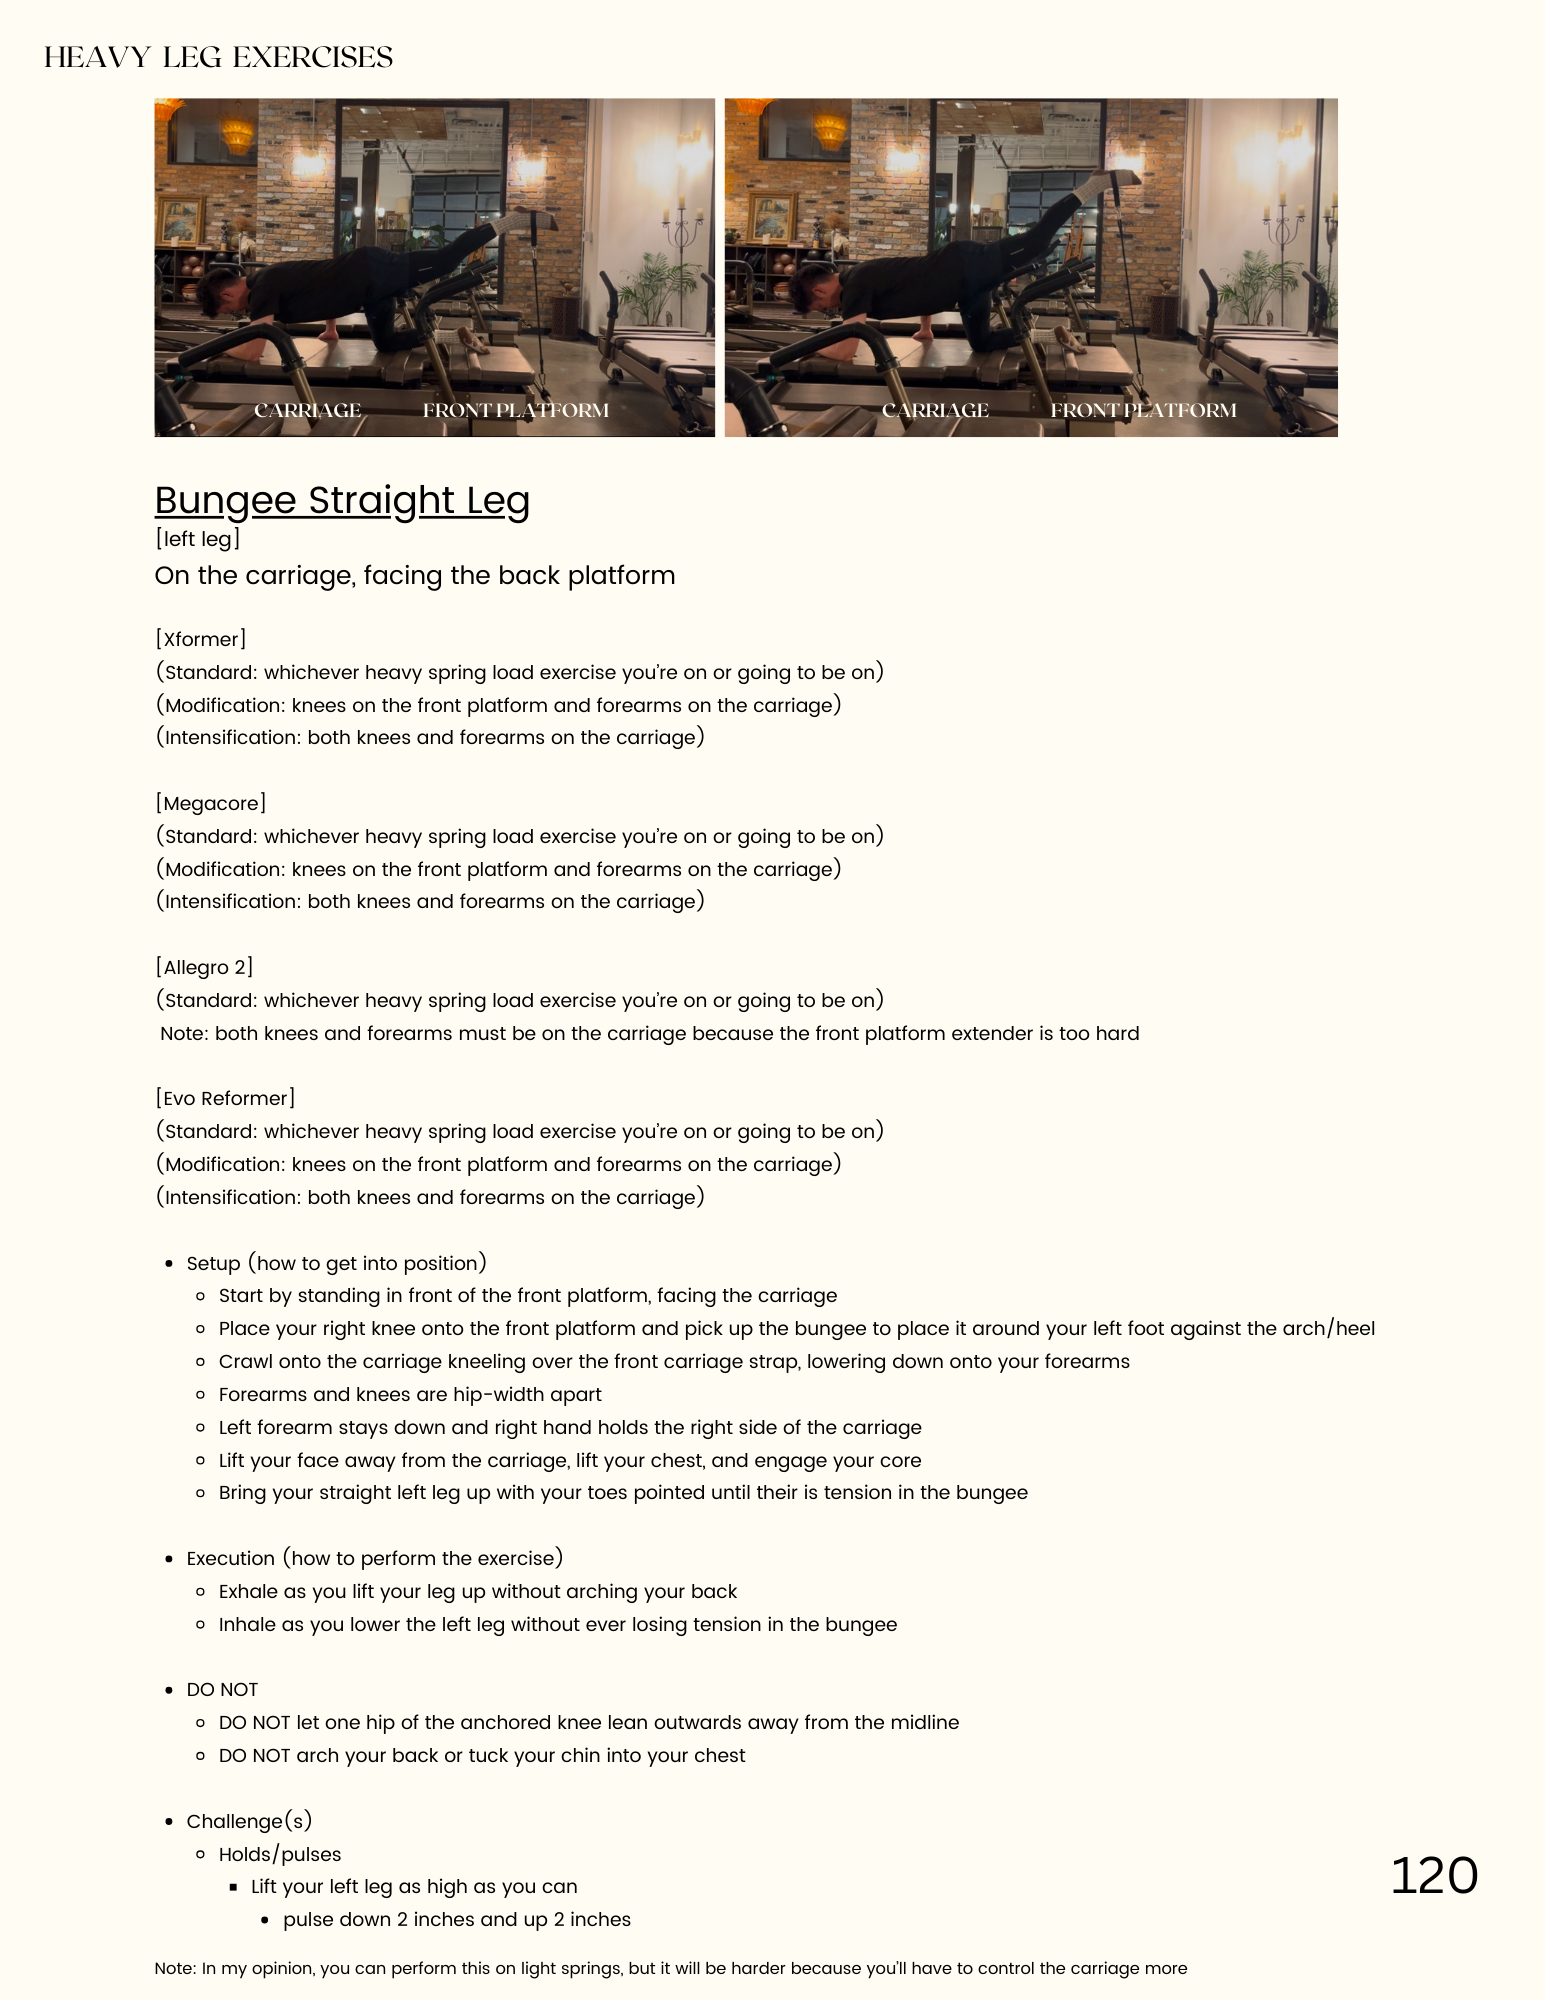 HEAVY LEG EXERCISES
CARRIAGE FRONT PLATFORM
CARRIAGE FRONT PLATFORM
Bungee Straight Leg
[left leg]
On the carriage, facing the back platform
[Xformer]
(Standard: whichever heavy spring load exercise you're on or going to be on)
(Modification: knees on the front platform and forearms on the carriage)
(Intensification: both knees and forearms on the carriage)
[Megacore]
(Standard: whichever heavy spring load exercise you're on or going to be on)
(Modification: knees on the front platform and forearms on the carriage)
(Intensification: both knees and forearms on the carriage)
[Allegro 2]
(Standard: whichever heavy spring load exercise you're on or going to be on)
Note: both knees and forearms must be on the carriage because the front platform extender is too hard
[Evo Reformer]
(Standard: whichever heavy spring load exercise you're on or going to be on)
(Modification: knees on the front platform and forearms on the carriage)
(Intensification: both knees and forearms on the carriage)
• Setup (how to get into position)
◦ Start by standing in front of the front platform, facing the carriage
◦ Place your right knee onto the front platform and pick up the bungee to place it around your left foot against the arch/heel
◦ Crawl onto the carriage kneeling over the front carriage strap, lowering down onto your forearms
◦ Forearms and knees are hip-width apart
◦ Left forearm stays down and right hand holds the right side of the carriage
◦ Lift your face away from the carriage, lift your chest, and engage your core
◦ Bring your straight left leg up with your toes pointed until their is tension in the bungee
• Execution (how to perform the exercise)
◦ Exhale as you lift your leg up without arching your back
◦ Inhale as you lower the left leg without ever losing tension in the bungee
• DO NOT
◦ DO NOT let one hip of the anchored knee lean outwards away from the midline
◦ DO NOT arch your back or tuck your chin into your chest
• Challenge(s)
◦ Holds/pulses
▪ Lift your left leg as high as you can
• pulse down 2 inches and up 2 inches
120
Note: In my opinion, you can perform this on light springs, but it will be harder because you'll have to control the carriage more